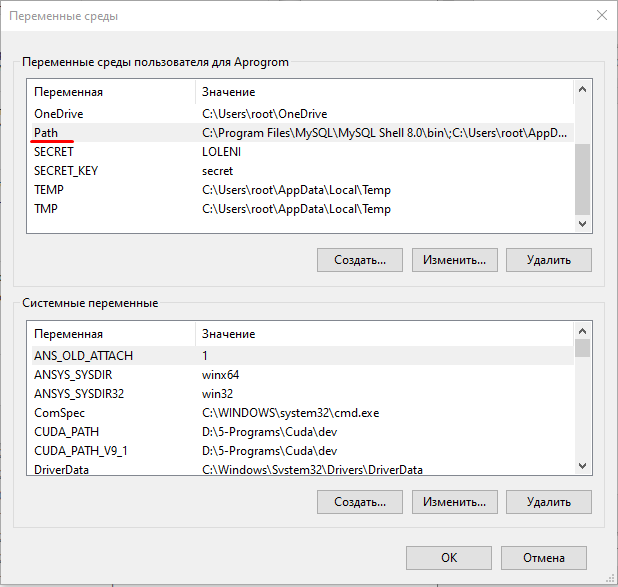 Переменные среды
Переменные среды пользователя для Aprogrom
Переменная Значение
OneDrive C:\Users\root\OneDrive
Path C:\Program Files\MySQL\MySQL Shell 8.0\bin\;C:\Users\root\AppD...
SECRET LOLENI
SECRET_KEY secret
TEMP C:\Users\root\AppData\Local\Temp
TMP C:\Users\root\AppData\Local\Temp
Создать... Изменить... Удалить
Системные переменные
Переменная Значение
ANS_OLD_ATTACH 1
ANSYS_SYSDIR winx64
ANSYS_SYSDIR32 win32
ComSpec C:\WINDOWS\system32\cmd.exe
CUDA_PATH D:\5-Programs\Cuda\dev
CUDA_PATH_V9_1 D:\5-Programs\Cuda\dev
DriverData C:\Windows\System32\Drivers\DriverData
Создать... Изменить... Удалить
ОК Отмена